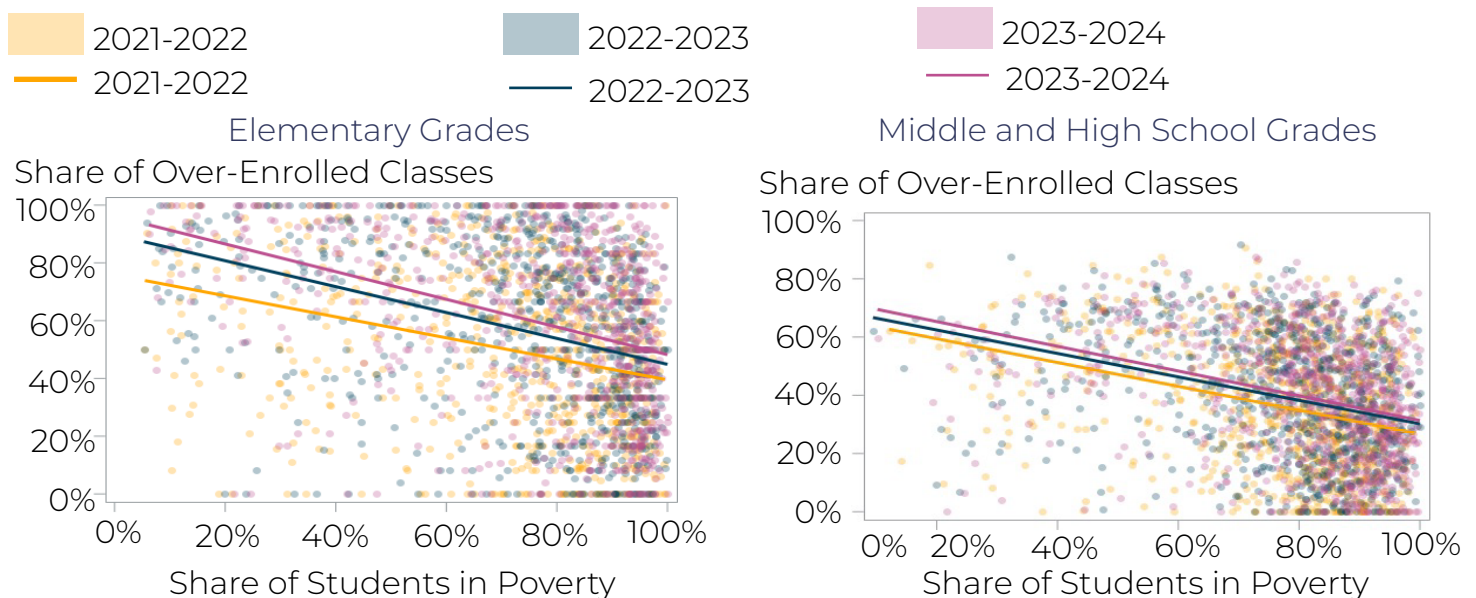 2021-2022
2022-2023
2023-2024
2021-2022
2022-2023
2023-2024
Elementary Grades
Share of Over-Enrolled Classes
100%
80%
60%
40%
20%
0%
0% 20% 40% 60% 80% 100%
Share of Students in Poverty
Middle and High School Grades
Share of Over-Enrolled Classes
100%
80%
60%
40%
20%
0%
0% 20% 40% 60% 80% 100%
Share of Students in Poverty